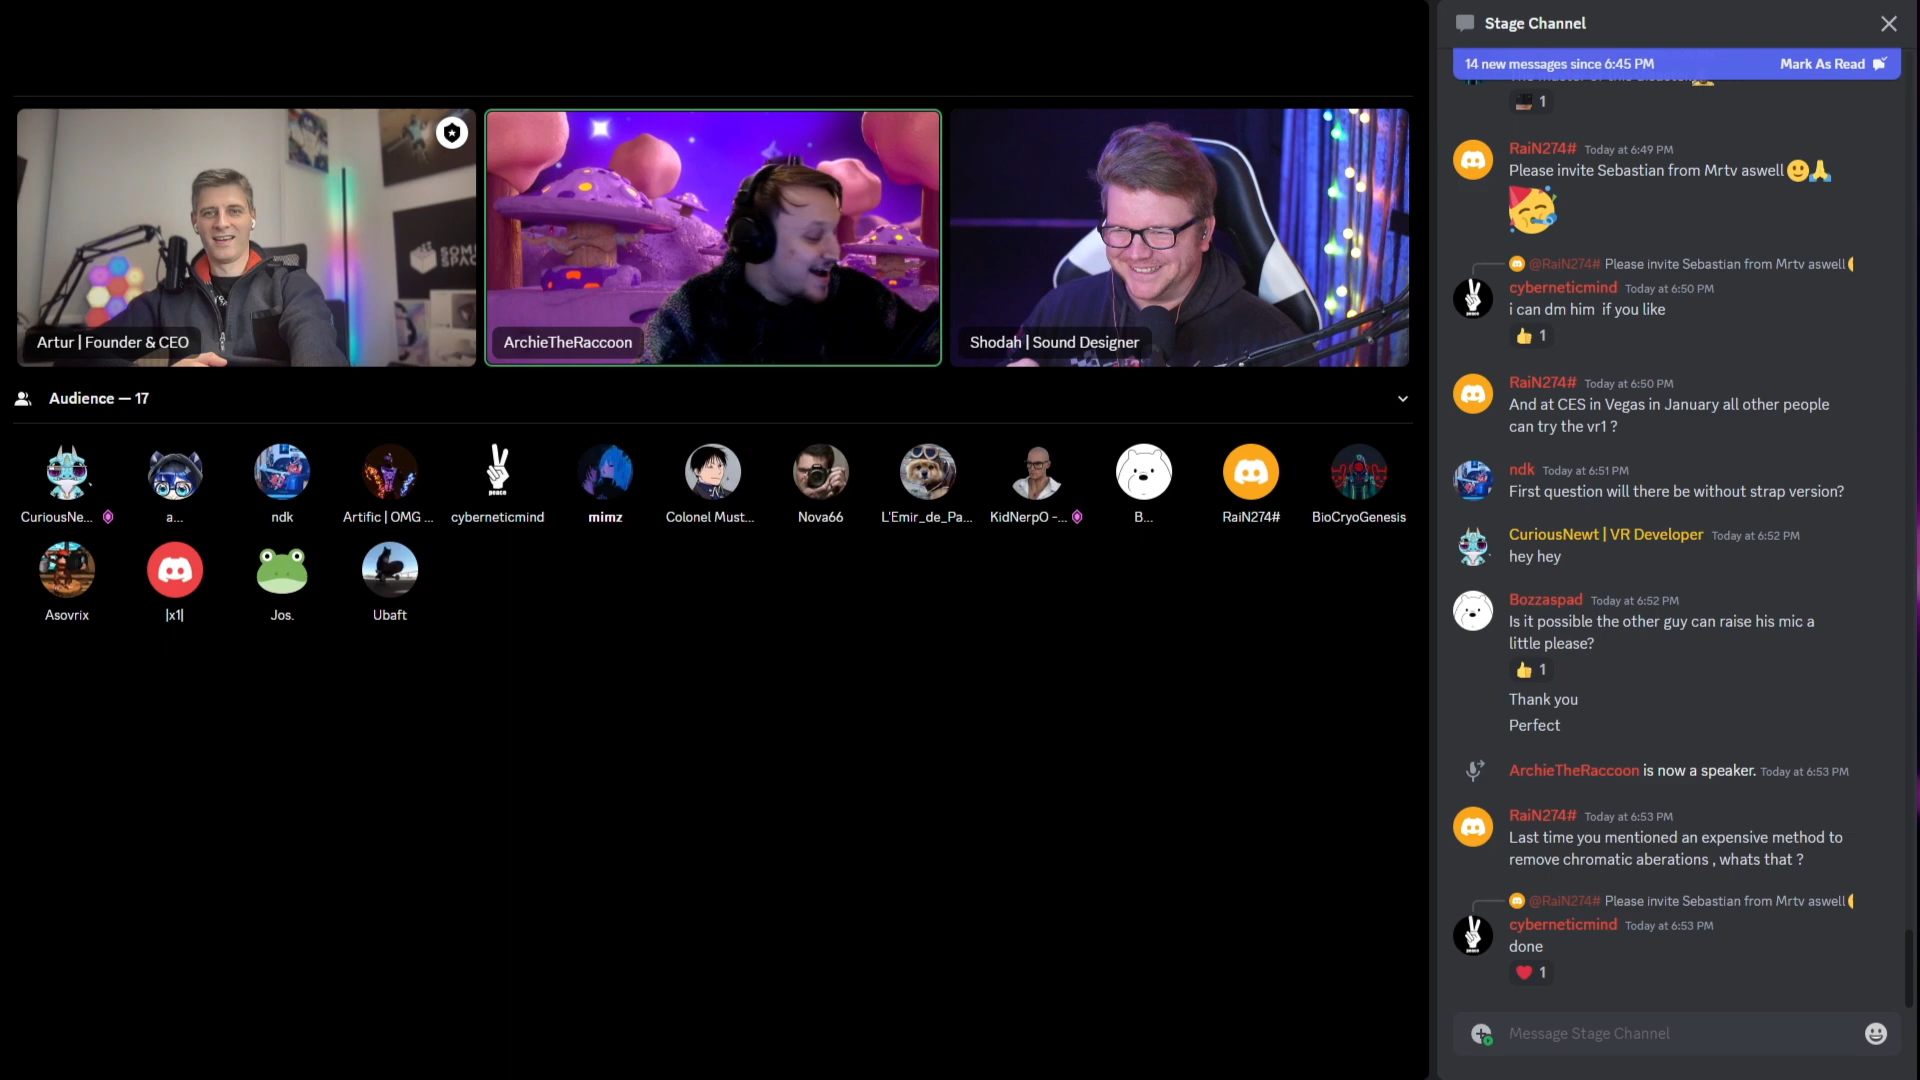 Artur | Founder & CEO
SOM
SPAC
ArchieTheRaccoon
Shodah | Sound Designer
Audience — 17
CuriousNe...
a...
ndk
Artific | OMG ...
cyberneticmind
mimz
Colonel Must...
Nova66
L'Emir_de_Pa...
KidNerpO -...
B...
RaiN274#
BioCryoGenesis
peace
Asovrix
|x1|
Jos.
Ubaft
Stage Channel
14 new messages since 6:45 PM
Mark As Read
1
RaiN274# Today at 6:49 PM
Please invite Sebastian from Mrtv aswell
@RaiN274# Please invite Sebastian from Mrtv aswell
cyberneticmind Today at 6:50 PM
i can dm him if you like
1
RaiN274# Today at 6:50 PM
And at CES in Vegas in January all other people
can try the vr1 ?
ndk Today at 6:51 PM
First question will there be without strap version?
CuriousNewt | VR Developer Today at 6:52 PM
hey hey
Bozzaspad Today at 6:52 PM
Is it possible the other guy can raise his mic a
little please?
1
Thank you
Perfect
ArchieTheRaccoon is now a speaker. Today at 6:53 PM
RaiN274# Today at 6:53 PM
Last time you mentioned an expensive method to
remove chromatic aberations , whats that ?
@RaiN274# Please invite Sebastian from Mrtv aswell
cyberneticmind Today at 6:53 PM
done
1
Message Stage Channel